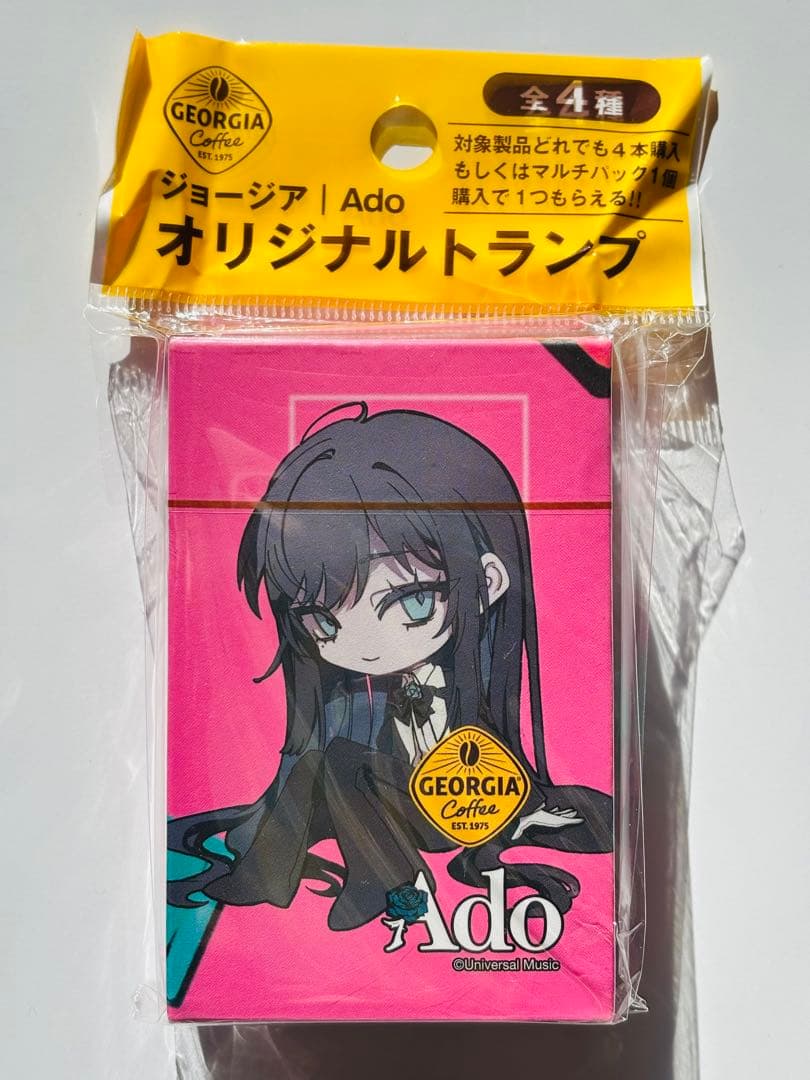 GEORGIA
Coffee
EST. 1975
全4種
対象製品どれでも4本購入
もしくはマルチパック1個
購入で1つもらえる!!
ジョージア | Ado
オリジナルトランプ
GEORGIA®
Coffee
EST. 1975
Ado
©Universal Music